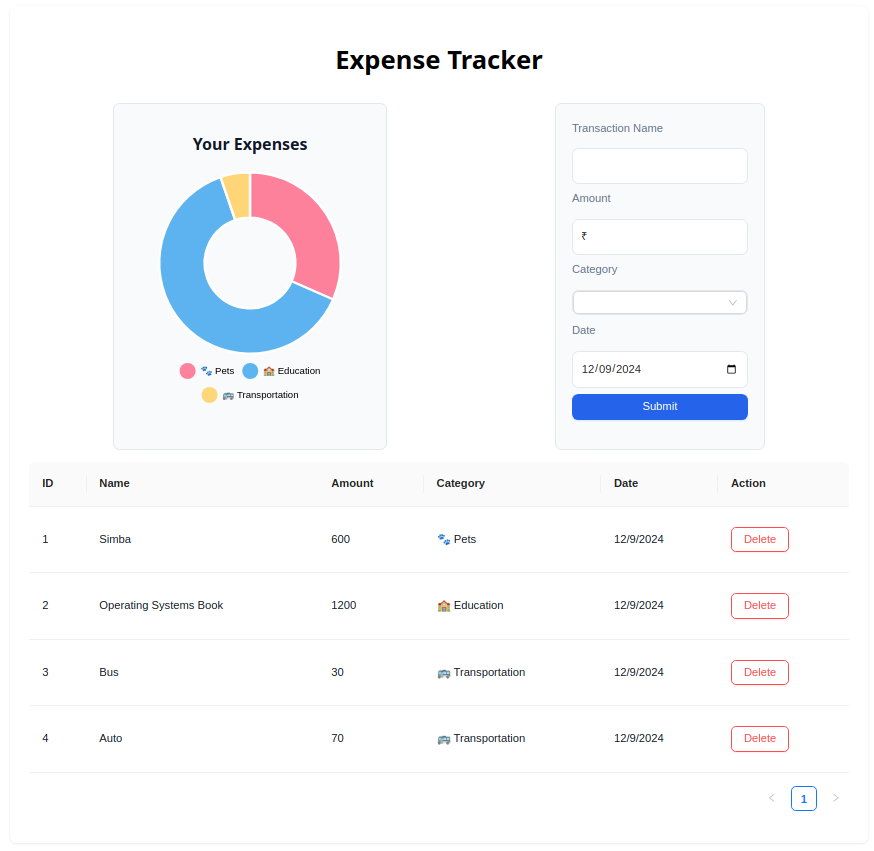 Expense Tracker
Your Expenses
🐾 Pets 🏫 Education
🚌 Transportation
Transaction Name
Amount
₹
Category
Date
12/09/2024
Submit
ID Name Amount Category Date Action
1 Simba 600 🐾 Pets 12/9/2024 Delete
2 Operating Systems Book 1200 🏫 Education 12/9/2024 Delete
3 Bus 30 🚌 Transportation 12/9/2024 Delete
4 Auto 70 🚌 Transportation 12/9/2024 Delete
< 1 >